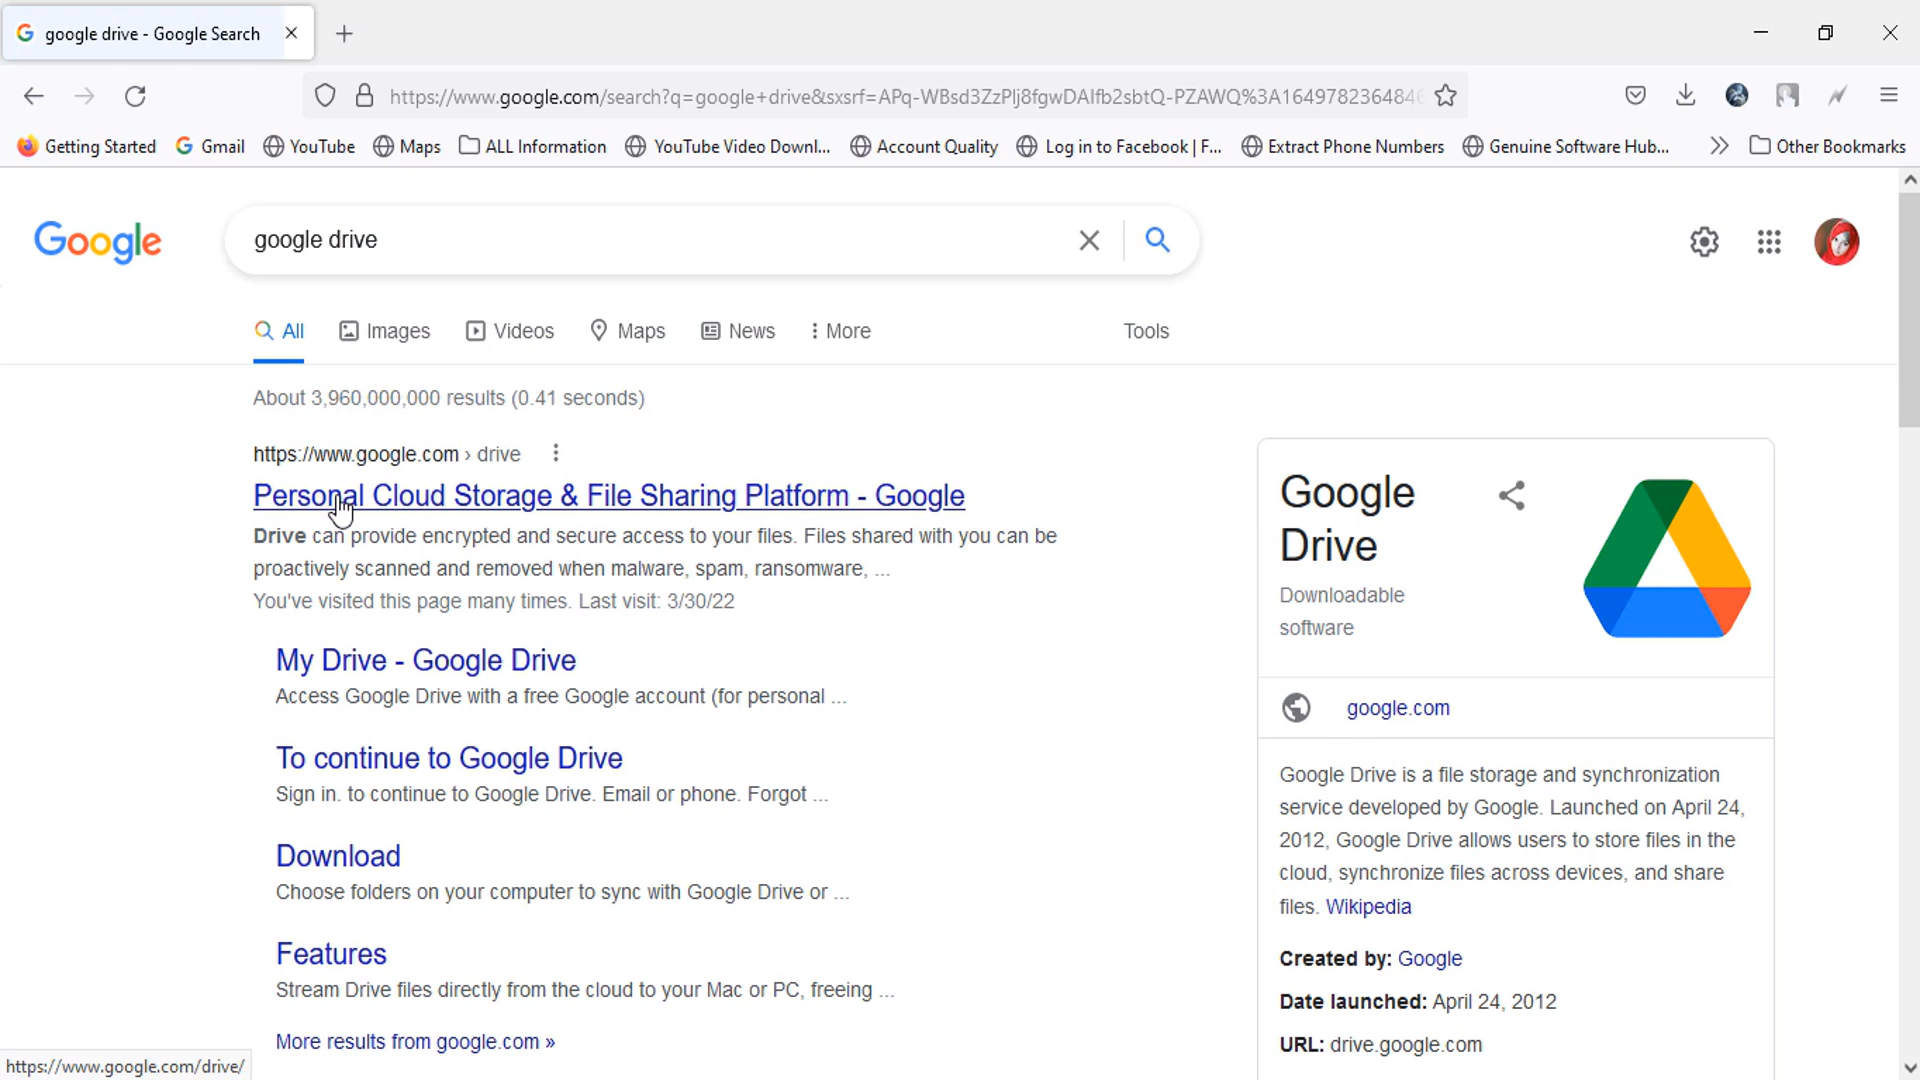 google drive - Google Search
https://www.google.com/search?q=google+drive&sxsrf=APq-WBsd3ZzPlj8fgwDAIfb2sbtQ-PZAWQ%3A1649782364846
Getting Started Gmail YouTube Maps ALL Information YouTube Video Downl... Account Quality Log in to Facebook | F... Extract Phone Numbers Genuine Software Hub... Other Bookmarks
Google google drive
All Images Videos Maps News More Tools
About 3,960,000,000 results (0.41 seconds)
https://www.google.com › drive
Personal Cloud Storage & File Sharing Platform - Google
Drive can provide encrypted and secure access to your files. Files shared with you can be
proactively scanned and removed when malware, spam, ransomware, ...
You've visited this page many times. Last visit: 3/30/22
My Drive - Google Drive
Access Google Drive with a free Google account (for personal ...
To continue to Google Drive
Sign in. to continue to Google Drive. Email or phone. Forgot ...
Download
Choose folders on your computer to sync with Google Drive or ...
Features
Stream Drive files directly from the cloud to your Mac or PC, freeing ...
More results from google.com »
Google
Drive
Downloadable
software
google.com
Google Drive is a file storage and synchronization
service developed by Google. Launched on April 24,
2012, Google Drive allows users to store files in the
cloud, synchronize files across devices, and share
files. Wikipedia
Created by: Google
Date launched: April 24, 2012
URL: drive.google.com
https://www.google.com/drive/